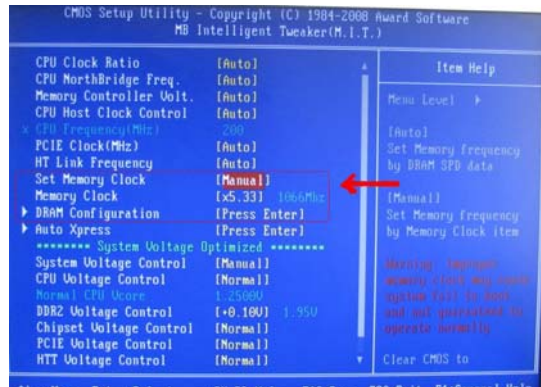 CMOS Setup Utility - Copyright (C) 1984-2008 Award Software
MB Intelligent Tweaker(M.I.T.)
CPU Clock Ratio [Auto]
CPU NorthBridge Freq. [Auto]
Memory Controller Volt. [Auto]
CPU Host Clock Control [Auto]
x CPU Frequency(MHz) 200
PCIE Clock(MHz) [Auto]
HT Link Frequency [Auto]
Set Memory Clock [Manual]
Memory Clock [x5.33] 1066Mhz
DRAM Configuration [Press Enter]
Auto Xpress [Press Enter]
******** System Voltage Optimized ********
System Voltage Control [Manual]
CPU Voltage Control [Normal]
Normal CPU Vcore 1.2500V
DDR2 Voltage Control [+0.10V] 1.95V
Chipset Voltage Control [Normal]
PCIE Voltage Control [Normal]
HTT Voltage Control [Normal]
Item Help
Menu Level
[Auto]
Set Memory frequency
by DRAM SPD data
[Manual]
Set Memory frequency
by Memory Clock item
Warning: Improper
memory clock may cause
system fail to boot
and not guaranteed to
operate normally
Clear CMOS to